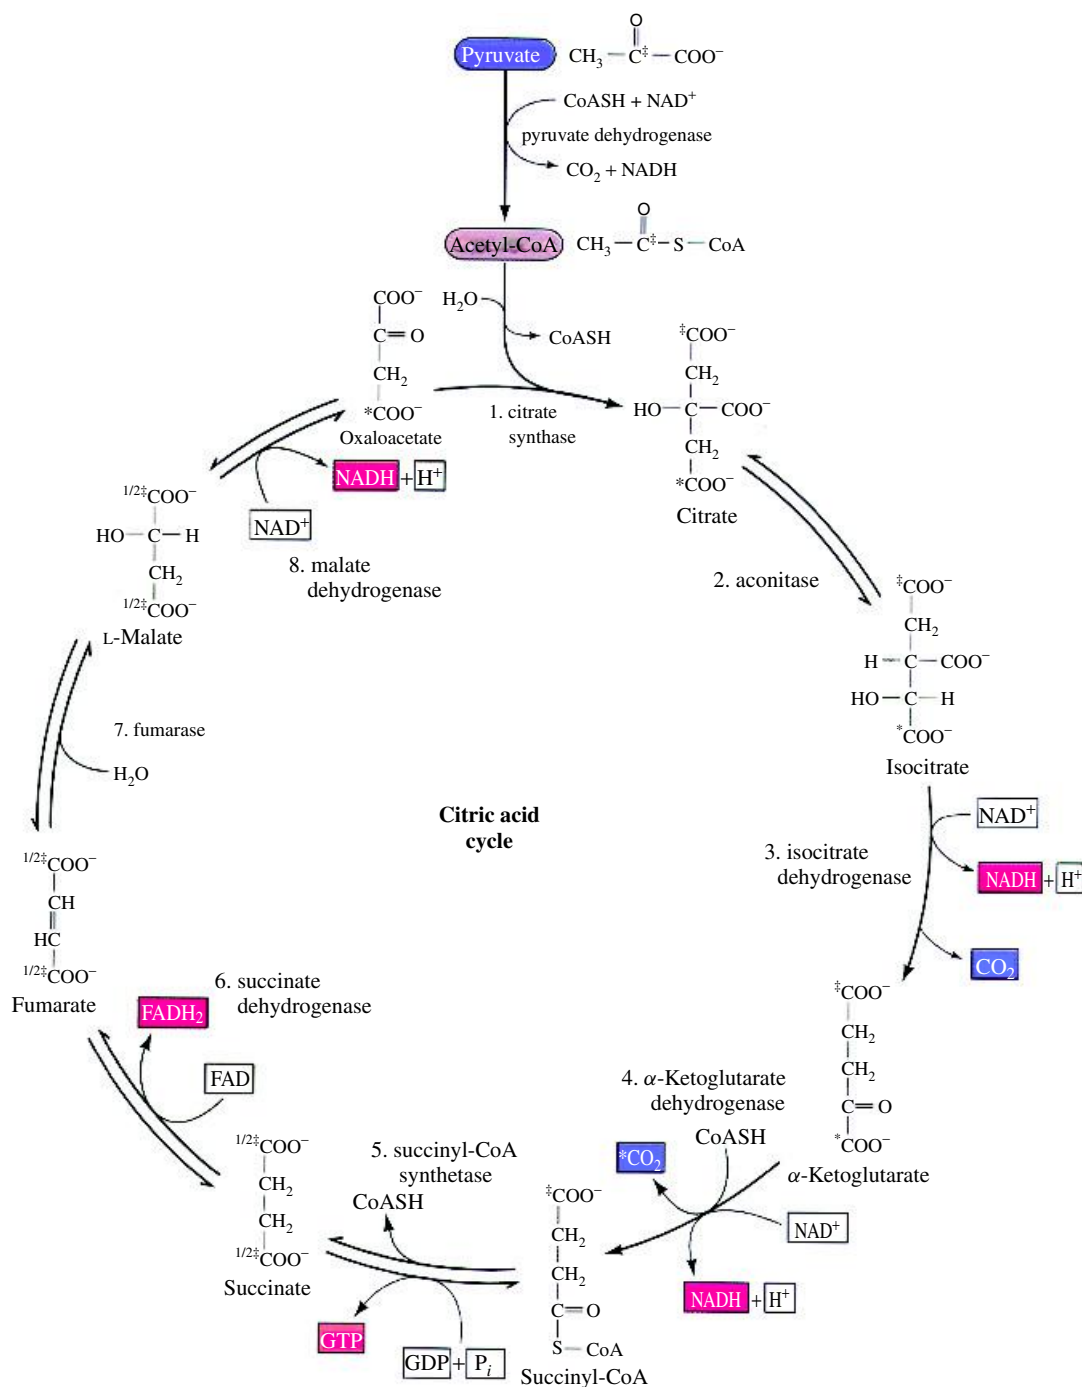 Pyruvate
O
CH₃—C‡—COO⁻
CoASH + NAD⁺
pyruvate dehydrogenase
CO₂ + NADH
Acetyl-CoA
O
CH₃—C‡—S—CoA
H₂O
CoASH
COO⁻
C=O
CH₂
*COO⁻
Oxaloacetate
1. citrate
synthase
‡COO⁻
CH₂
HO—C—COO⁻
CH₂
*COO⁻
Citrate
2. aconitase
‡COO⁻
CH₂
H—C—COO⁻
HO—C—H
*COO⁻
Isocitrate
NAD⁺
3. isocitrate
dehydrogenase
NADH + H⁺
CO₂
‡COO⁻
CH₂
CH₂
C=O
*COO⁻
α-Ketoglutarate
4. α-Ketoglutarate
dehydrogenase
CoASH
*CO₂
NAD⁺
NADH + H⁺
‡COO⁻
CH₂
CH₂
C=O
S—CoA
Succinyl-CoA
5. succinyl-CoA
synthetase
CoASH
GTP
GDP + Pᵢ
1/2‡COO⁻
CH₂
CH₂
1/2‡COO⁻
Succinate
6. succinate
dehydrogenase
FADH₂
FAD
1/2‡COO⁻
CH
HC
1/2‡COO⁻
Fumarate
7. fumarase
H₂O
1/2‡COO⁻
HO—C—H
CH₂
1/2‡COO⁻
L-Malate
8. malate
dehydrogenase
NAD⁺
NADH + H⁺
Citric acid
cycle